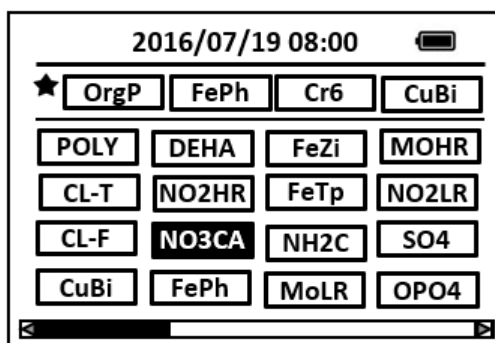 2016/07/19 08:00
OrgP FePh Cr6 CuBi
POLY DEHA FeZi MOHR
CL-T NO2HR FeTp NO2LR
CL-F NO3CA NH2C SO4
CuBi FePh MoLR OPO4